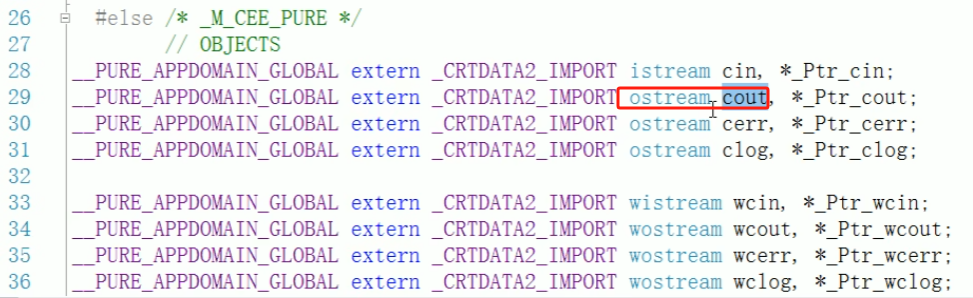 26 #else /* _M_CEE_PURE */
27 // OBJECTS
28 __PURE_APPDOMAIN_GLOBAL extern _CRTDATA2_IMPORT istream cin, *_Ptr_cin;
29 __PURE_APPDOMAIN_GLOBAL extern _CRTDATA2_IMPORT ostream cout, *_Ptr_cout;
30 __PURE_APPDOMAIN_GLOBAL extern _CRTDATA2_IMPORT ostream cerr, *_Ptr_cerr;
31 __PURE_APPDOMAIN_GLOBAL extern _CRTDATA2_IMPORT ostream clog, *_Ptr_clog;
32
33 __PURE_APPDOMAIN_GLOBAL extern _CRTDATA2_IMPORT wistream wcin, *_Ptr_wcin;
34 __PURE_APPDOMAIN_GLOBAL extern _CRTDATA2_IMPORT wostream wcout, *_Ptr_wcout;
35 __PURE_APPDOMAIN_GLOBAL extern _CRTDATA2_IMPORT wostream wcerr, *_Ptr_wcerr;
36 __PURE_APPDOMAIN_GLOBAL extern _CRTDATA2_IMPORT wostream wclog, *_Ptr_wclog;